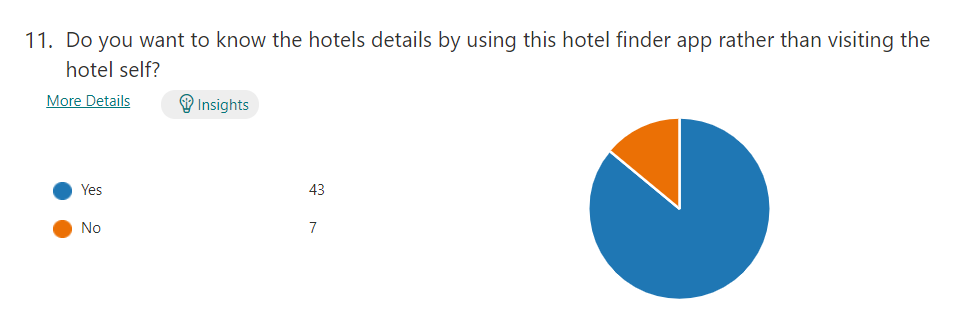 11. Do you want to know the hotels details by using this hotel finder app rather than visiting the
hotel self?
More Details
Insights
Yes 43
No 7